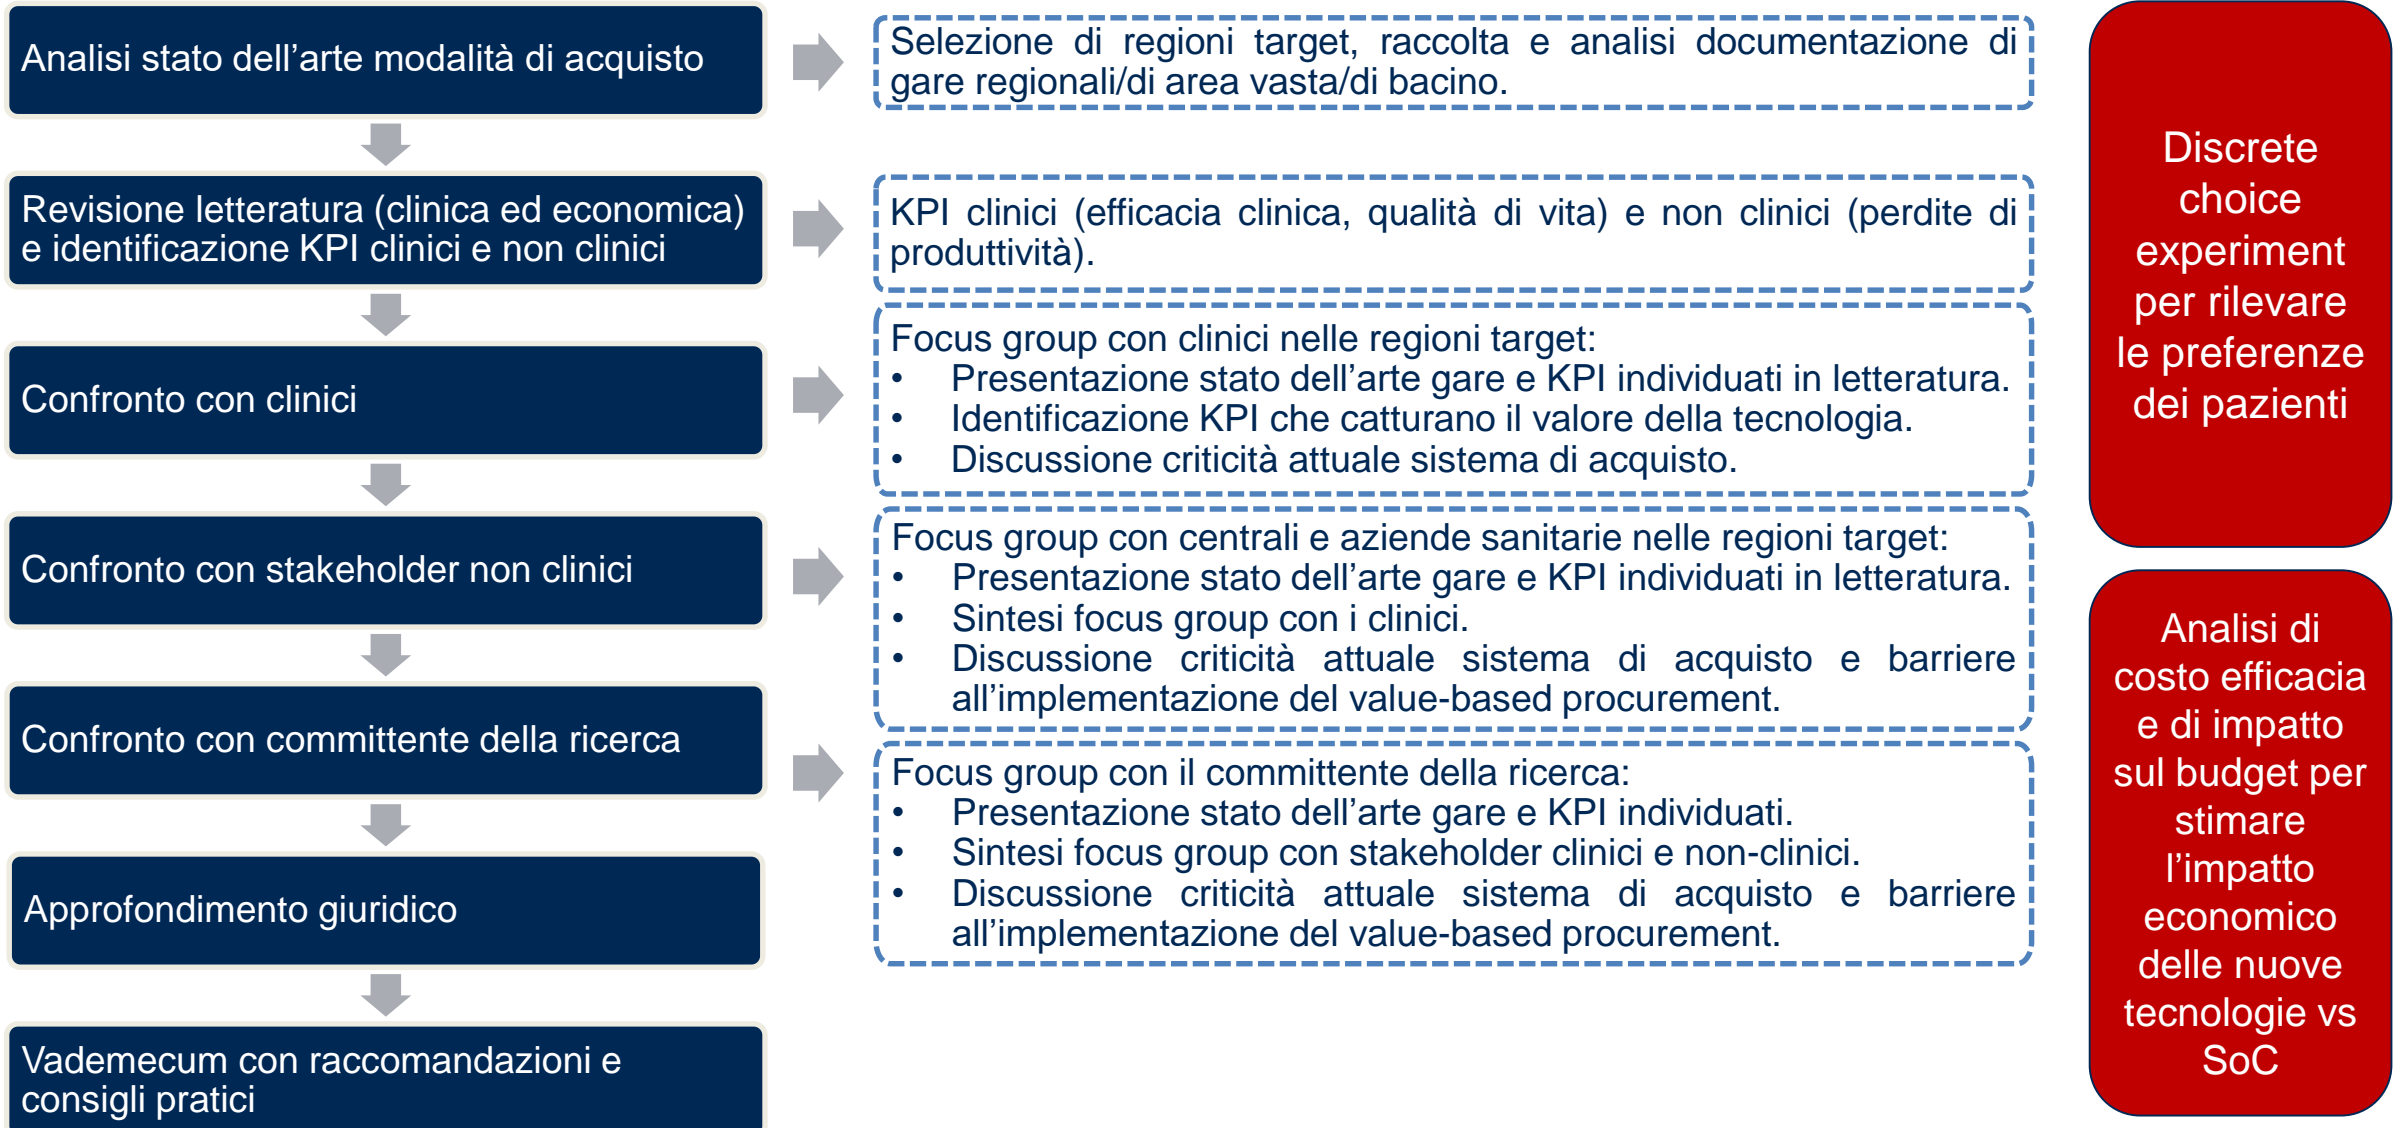 Analisi stato dell’arte modalità di acquisto
Selezione di regioni target, raccolta e analisi documentazione di
gare regionali/di area vasta/di bacino.
Revisione letteratura (clinica ed economica)
e identificazione KPI clinici e non clinici
KPI clinici (efficacia clinica, qualità di vita) e non clinici (perdite di
produttività).
Confronto con clinici
Focus group con clinici nelle regioni target:
• Presentazione stato dell’arte gare e KPI individuati in letteratura.
• Identificazione KPI che catturano il valore della tecnologia.
• Discussione criticità attuale sistema di acquisto.
Confronto con stakeholder non clinici
Focus group con centrali e aziende sanitarie nelle regioni target:
• Presentazione stato dell’arte gare e KPI individuati in letteratura.
• Sintesi focus group con i clinici.
• Discussione criticità attuale sistema di acquisto e barriere
all’implementazione del value-based procurement.
Confronto con committente della ricerca
Focus group con il committente della ricerca:
• Presentazione stato dell’arte gare e KPI individuati.
• Sintesi focus group con stakeholder clinici e non-clinici.
• Discussione criticità attuale sistema di acquisto e barriere
all’implementazione del value-based procurement.
Approfondimento giuridico
Vademecum con raccomandazioni e
consigli pratici
Discrete
choice
experiment
per rilevare
le preferenze
dei pazienti
Analisi di
costo efficacia
e di impatto
sul budget per
stimare
l’impatto
economico
delle nuove
tecnologie vs
SoC